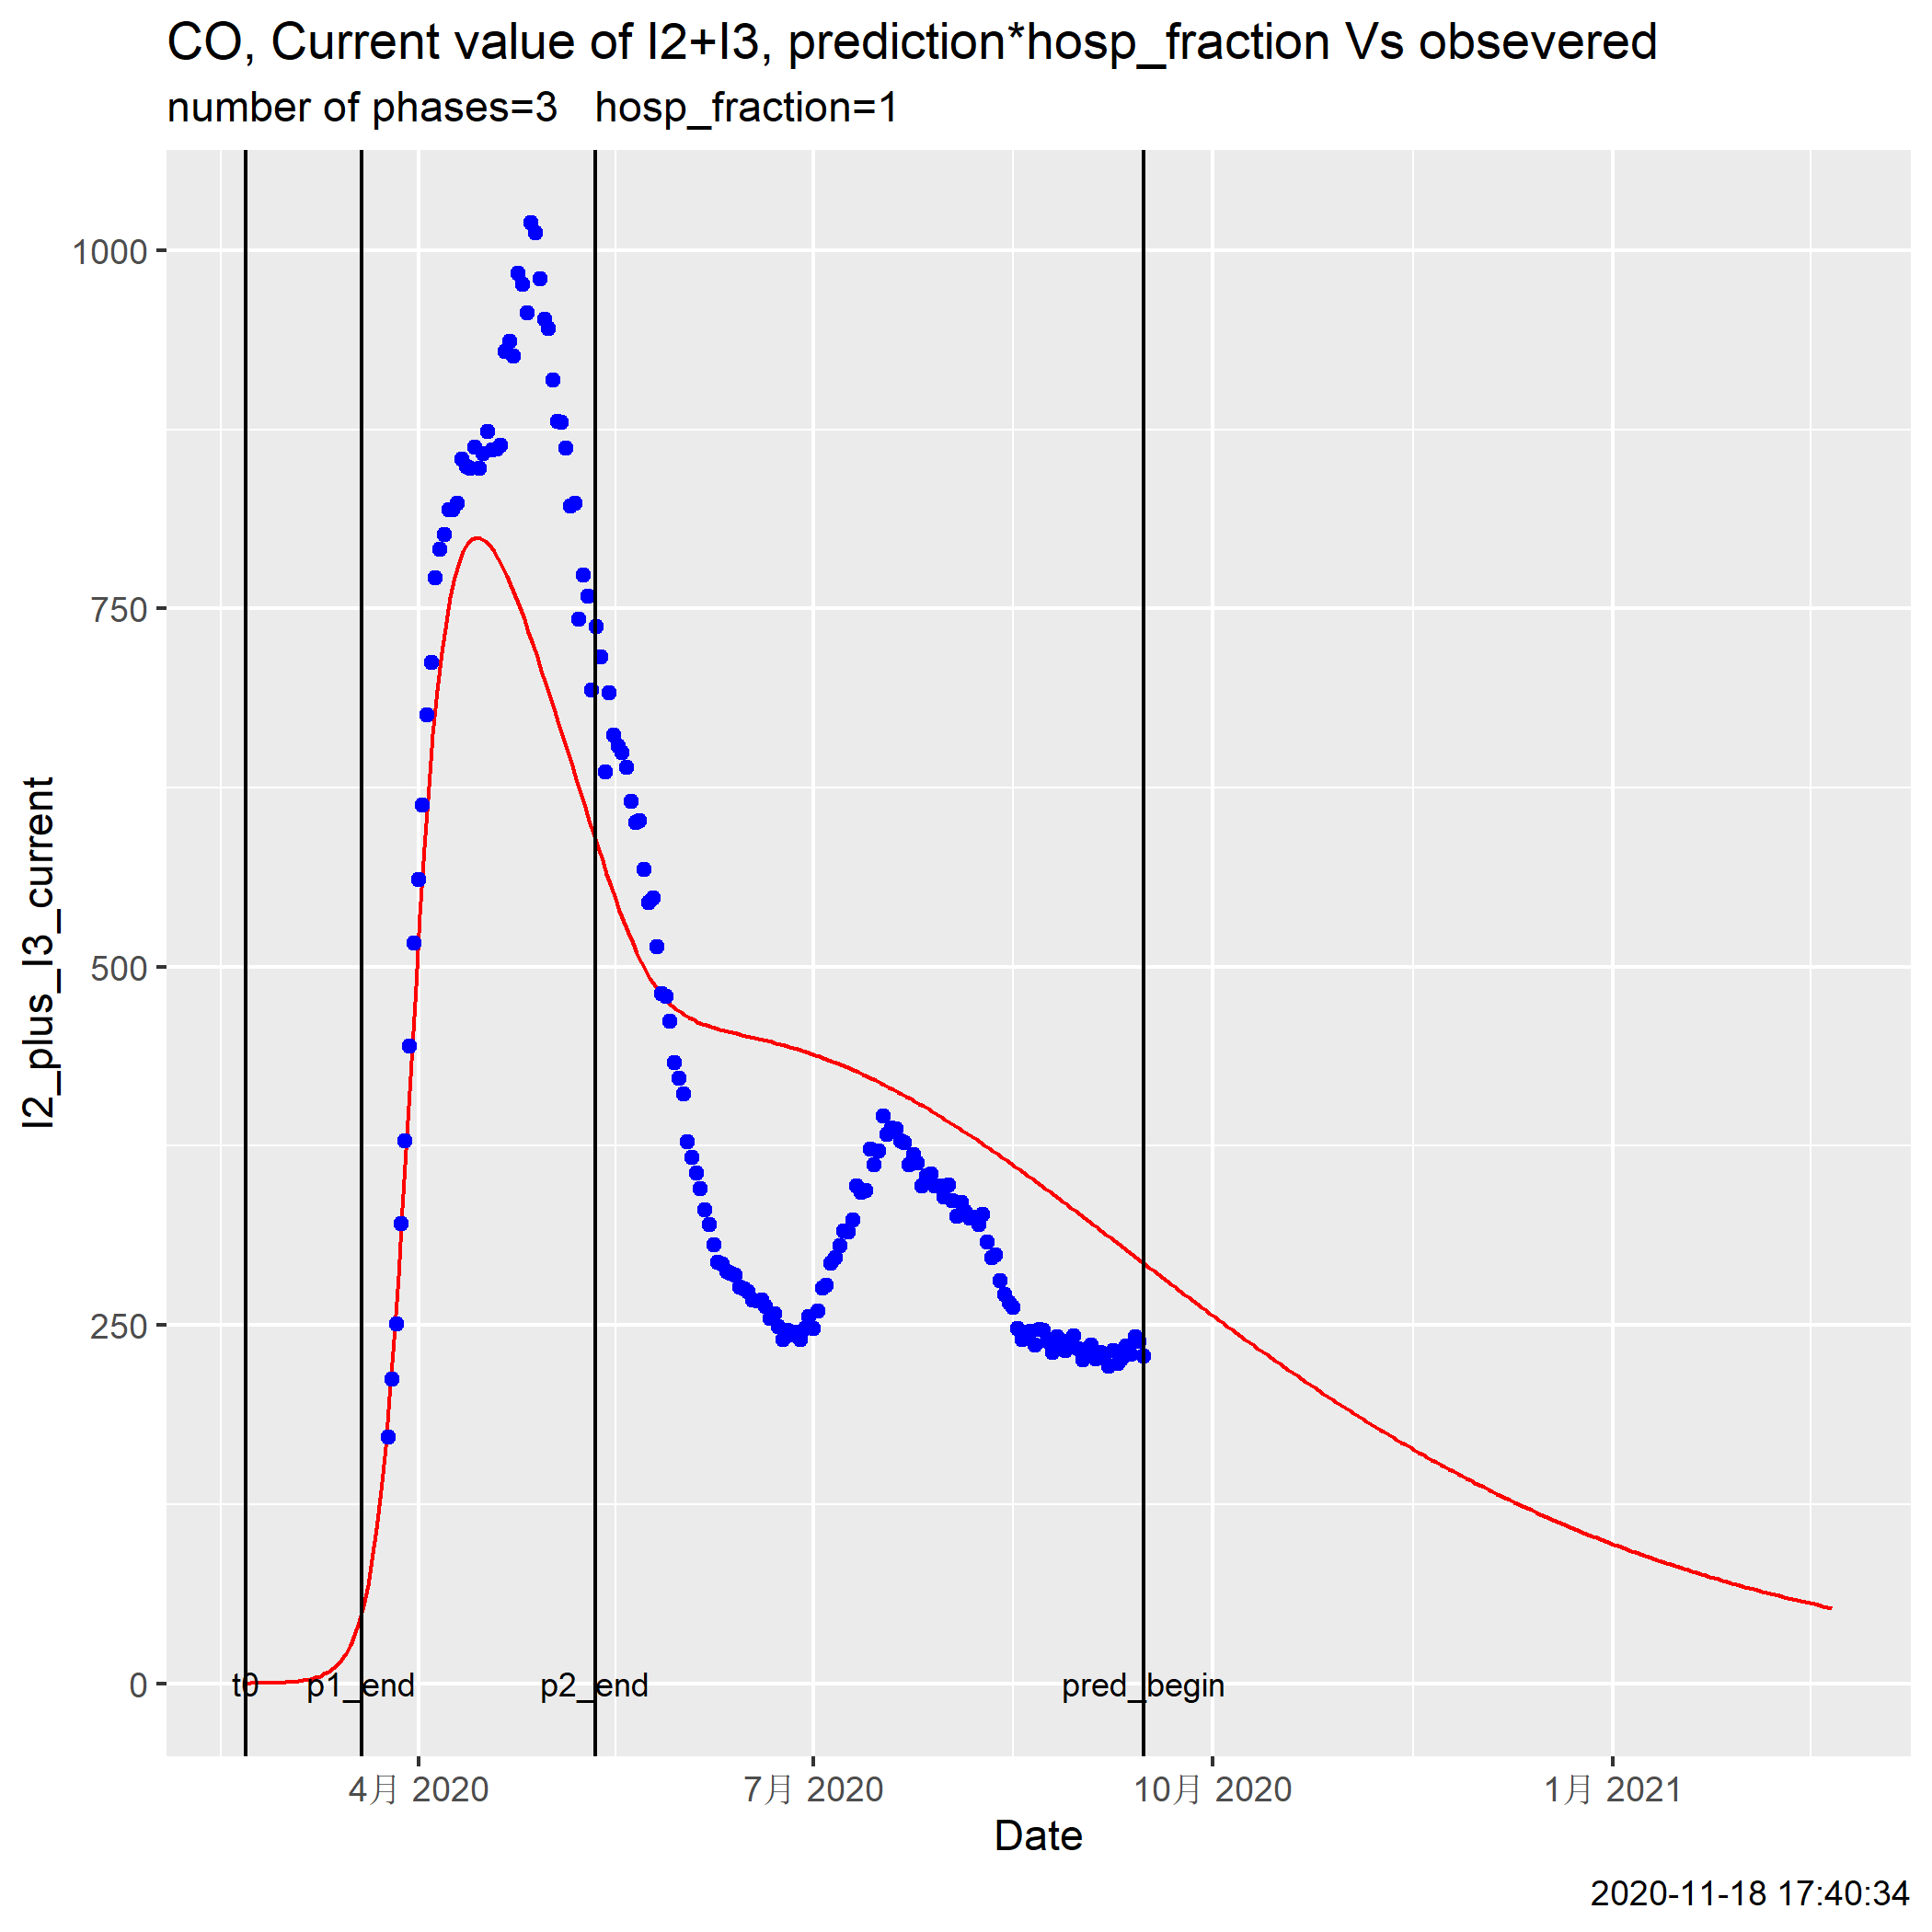 CO, Current value of I2+I3, prediction*hosp_fraction Vs obsevered
number of phases=3 hosp_fraction=1
I2_plus_I3_current
1000
750
500
250
0
t0 p1_end p2_end pred_begin
4月 2020 7月 2020 10月 2020 1月 2021
Date
2020-11-18 17:40:34